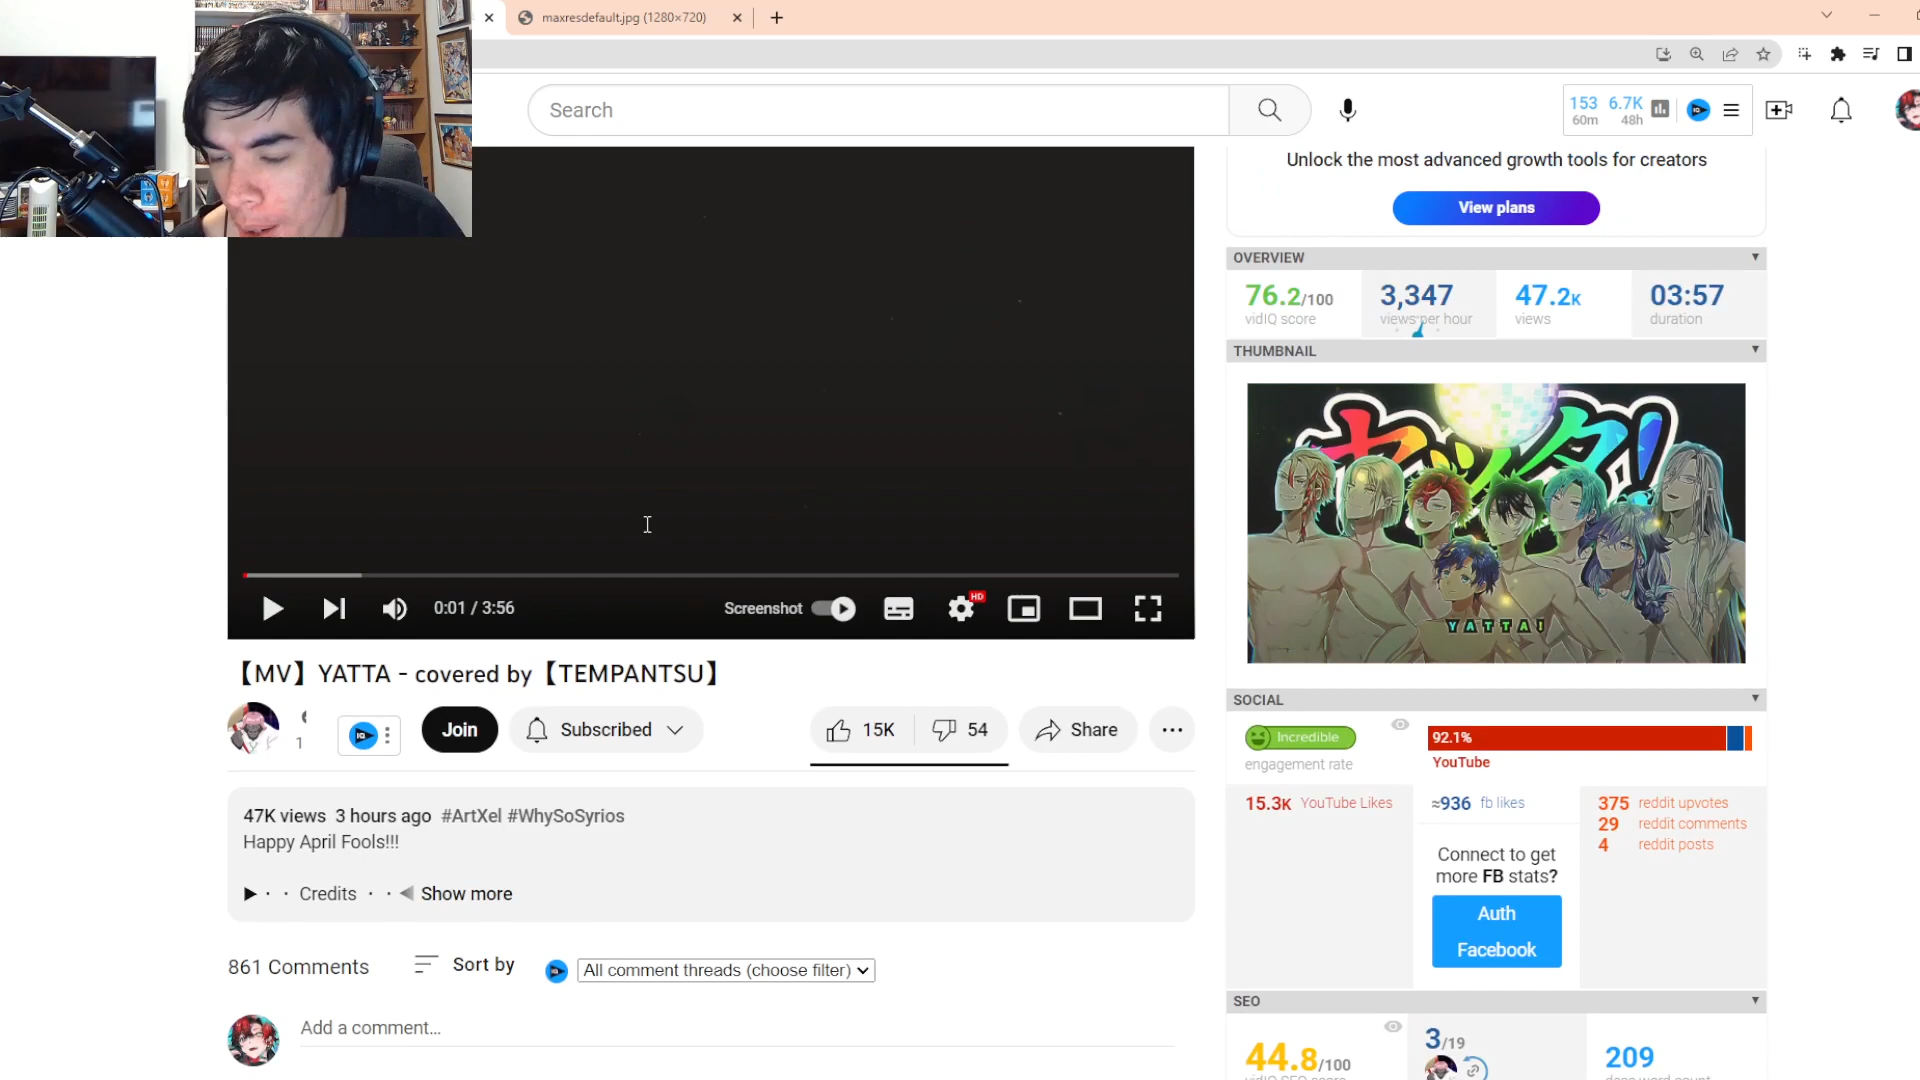 maxresdefault.jpg (1280×720)
Search
153 6.7K
60m 48h
Unlock the most advanced growth tools for creators
View plans
OVERVIEW
76.2/100 3,347 47.2K 03:57
vidIQ score views per hour views duration
THUMBNAIL
ヤッタ!
YATTA!
HD
0:01 / 3:56 Screenshot
【MV】YATTA - covered by【TEMPANTSU】
Join Subscribed 15K 54 Share
47K views 3 hours ago #ArtXel #WhySoSyrios
Happy April Fools!!!
▶ · · Credits · · ◀ Show more
861 Comments Sort by All comment threads (choose filter)
Add a comment...
SOCIAL
Incredible
engagement rate
92.1%
YouTube
15.3K YouTube Likes
≈936 fb likes
375 reddit upvotes
29 reddit comments
4 reddit posts
Connect to get
more FB stats?
Auth
Facebook
SEO
44.8/100
3/19
209